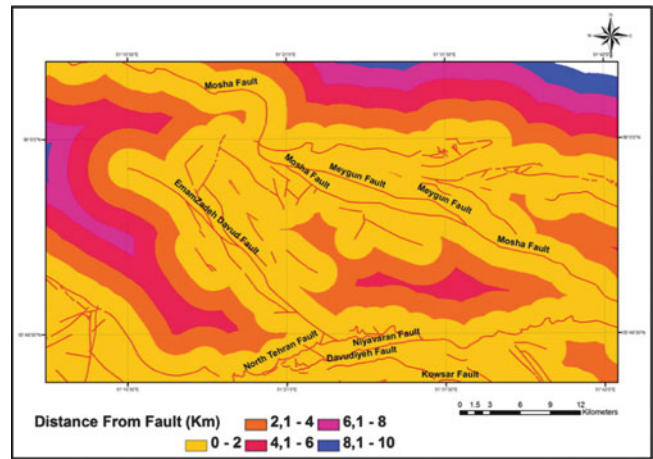 N
Mosha Fault
Mosha Fault
Meygun Fault
Meygun Fault
EmamZadeh Davud Fault
Mosha Fault
North Tehran Fault
Niyavaran Fault
Davudiyeh Fault
Kowsar Fault
Distance From Fault (Km)
0 - 2
2,1 - 4
4,1 - 6
6,1 - 8
8,1 - 10
0 1.5 3 6 9 12
Kilometers